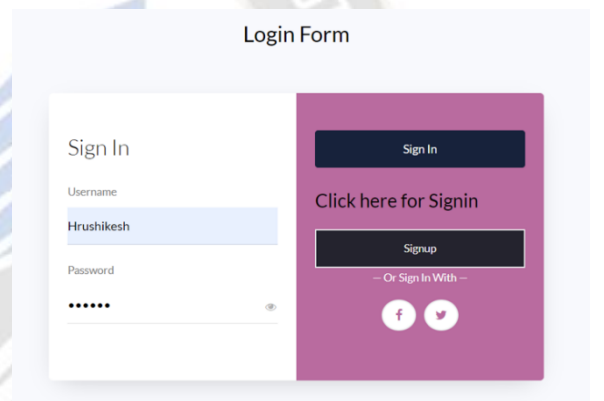 Login Form
Sign In
Username
Hrushikesh
Password
••••••
Sign In
Click here for Signin
Signup
— Or Sign In With —